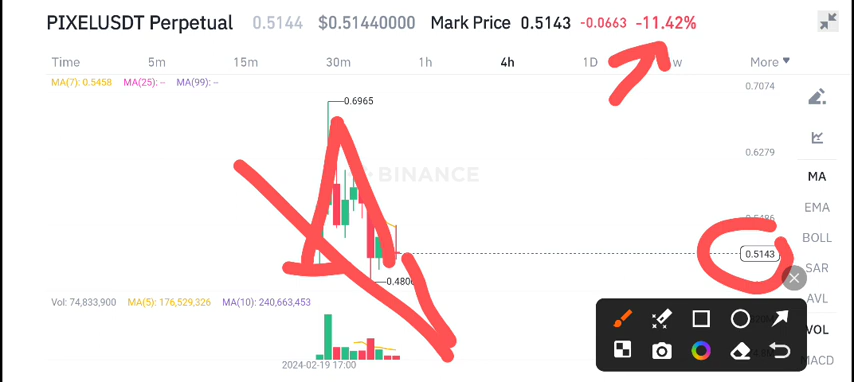 PIXELUSDT Perpetual 0.5144 $0.51440000 Mark Price 0.5143 -0.0663 -11.42%
Time 5m 15m 30m 1h 4h 1D w More
MA(7): 0.5458 MA(25): -- MA(99): --
0.7074
0.6965
0.6279
BINANCE
MA
EMA
0.5486
BOLL
0.5143
SAR
0.480
AVL
Vol: 74,833,900 MA(5): 176,529,326 MA(10): 240,663,453
VOL
MACD
2024-02-19 17:00